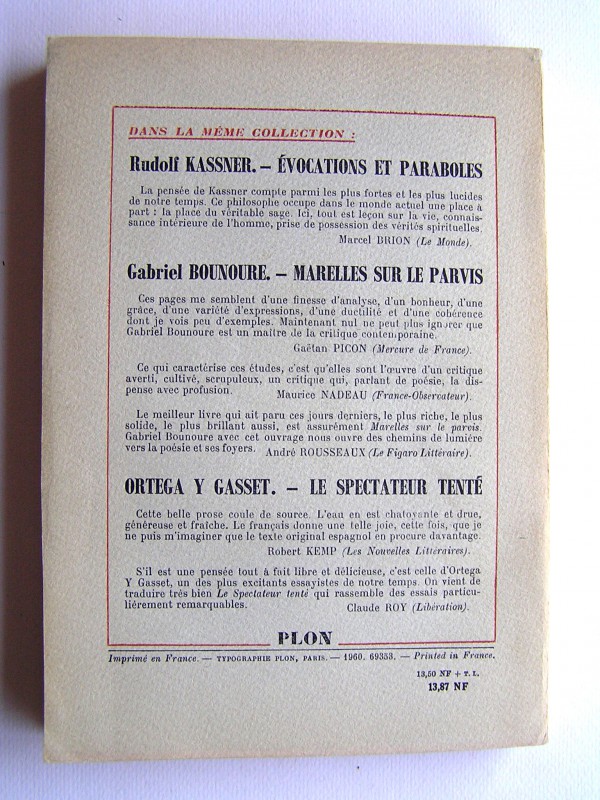 DANS LA MÊME COLLECTION :
Rudolf KASSNER. — ÉVOCATIONS ET PARABOLES
La pensée de Kassner compte parmi les plus fortes et les plus lucides
de notre temps. Ce philosophe occupe dans le monde actuel une place à
part : la place du véritable sage. Ici, tout est leçon sur la vie, connais-
sance intérieure de l'homme, prise de possession des vérités spirituelles.
Marcel BRION (Le Monde).
Gabriel BOUNOURE. — MARELLES SUR LE PARVIS
Ces pages me semblent d'une finesse d'analyse, d'un bonheur, d'une
grâce, d'une variété d'expressions, d'une ductilité et d'une cohérence
dont je vois peu d'exemples. Maintenant nul ne peut plus ignorer que
Gabriel Bounoure est un maître de la critique contemporaine.
Gaëtan PICON (Mercure de France).
Ce qui caractérise ces études, c'est qu'elles sont l'œuvre d'un critique
averti, cultivé, scrupuleux, un critique qui, parlant de poésie, la dis-
pense avec profusion. Maurice NADEAU (France-Observateur).
Le meilleur livre qui ait paru ces jours derniers, le plus riche, le plus
solide, le plus brillant aussi, est assurément Marelles sur le parvis.
Gabriel Bounoure avec cet ouvrage nous ouvre des chemins de lumière
vers la poésie et ses foyers. André ROUSSEAUX (Le Figaro Littéraire).
ORTEGA Y GASSET. — LE SPECTATEUR TENTÉ
Cette belle prose coule de source. L'eau en est chatoyante et drue,
généreuse et fraîche. Le français donne une telle joie, cette fois, que je
ne puis m'imaginer que le texte original espagnol en procure davantage.
Robert KEMP (Les Nouvelles Littéraires).
S'il est une pensée tout à fait libre et délicieuse, c'est celle d'Ortega
Y Gasset, un des plus excitants essayistes de notre temps. On vient de
traduire très bien Le Spectateur tenté qui rassemble des essais particu-
lièrement remarquables. Claude ROY (Libération).
PLON
Imprimé en France. — TYPOGRAPHIE PLON, PARIS. — 1960. 69353. — Printed in France.
13,50 NF + T. L.
13,87 NF